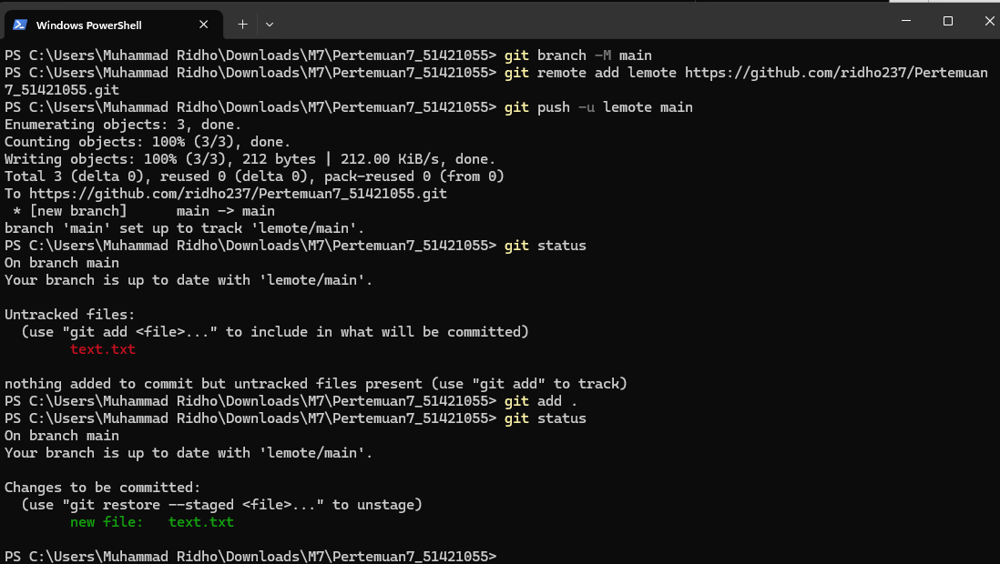 Windows PowerShell
PS C:\Users\Muhammad Ridho\Downloads\M7\Pertemuan7_51421055> git branch -M main
PS C:\Users\Muhammad Ridho\Downloads\M7\Pertemuan7_51421055> git remote add lemote https://github.com/ridho237/Pertemuan
7_51421055.git
PS C:\Users\Muhammad Ridho\Downloads\M7\Pertemuan7_51421055> git push -u lemote main
Enumerating objects: 3, done.
Counting objects: 100% (3/3), done.
Writing objects: 100% (3/3), 212 bytes | 212.00 KiB/s, done.
Total 3 (delta 0), reused 0 (delta 0), pack-reused 0 (from 0)
To https://github.com/ridho237/Pertemuan7_51421055.git
 * [new branch]      main -> main
branch 'main' set up to track 'lemote/main'.
PS C:\Users\Muhammad Ridho\Downloads\M7\Pertemuan7_51421055> git status
On branch main
Your branch is up to date with 'lemote/main'.

Untracked files:
  (use "git add <file>..." to include in what will be committed)
        text.txt

nothing added to commit but untracked files present (use "git add" to track)
PS C:\Users\Muhammad Ridho\Downloads\M7\Pertemuan7_51421055> git add .
PS C:\Users\Muhammad Ridho\Downloads\M7\Pertemuan7_51421055> git status
On branch main
Your branch is up to date with 'lemote/main'.

Changes to be committed:
  (use "git restore --staged <file>..." to unstage)
        new file:   text.txt

PS C:\Users\Muhammad Ridho\Downloads\M7\Pertemuan7_51421055>